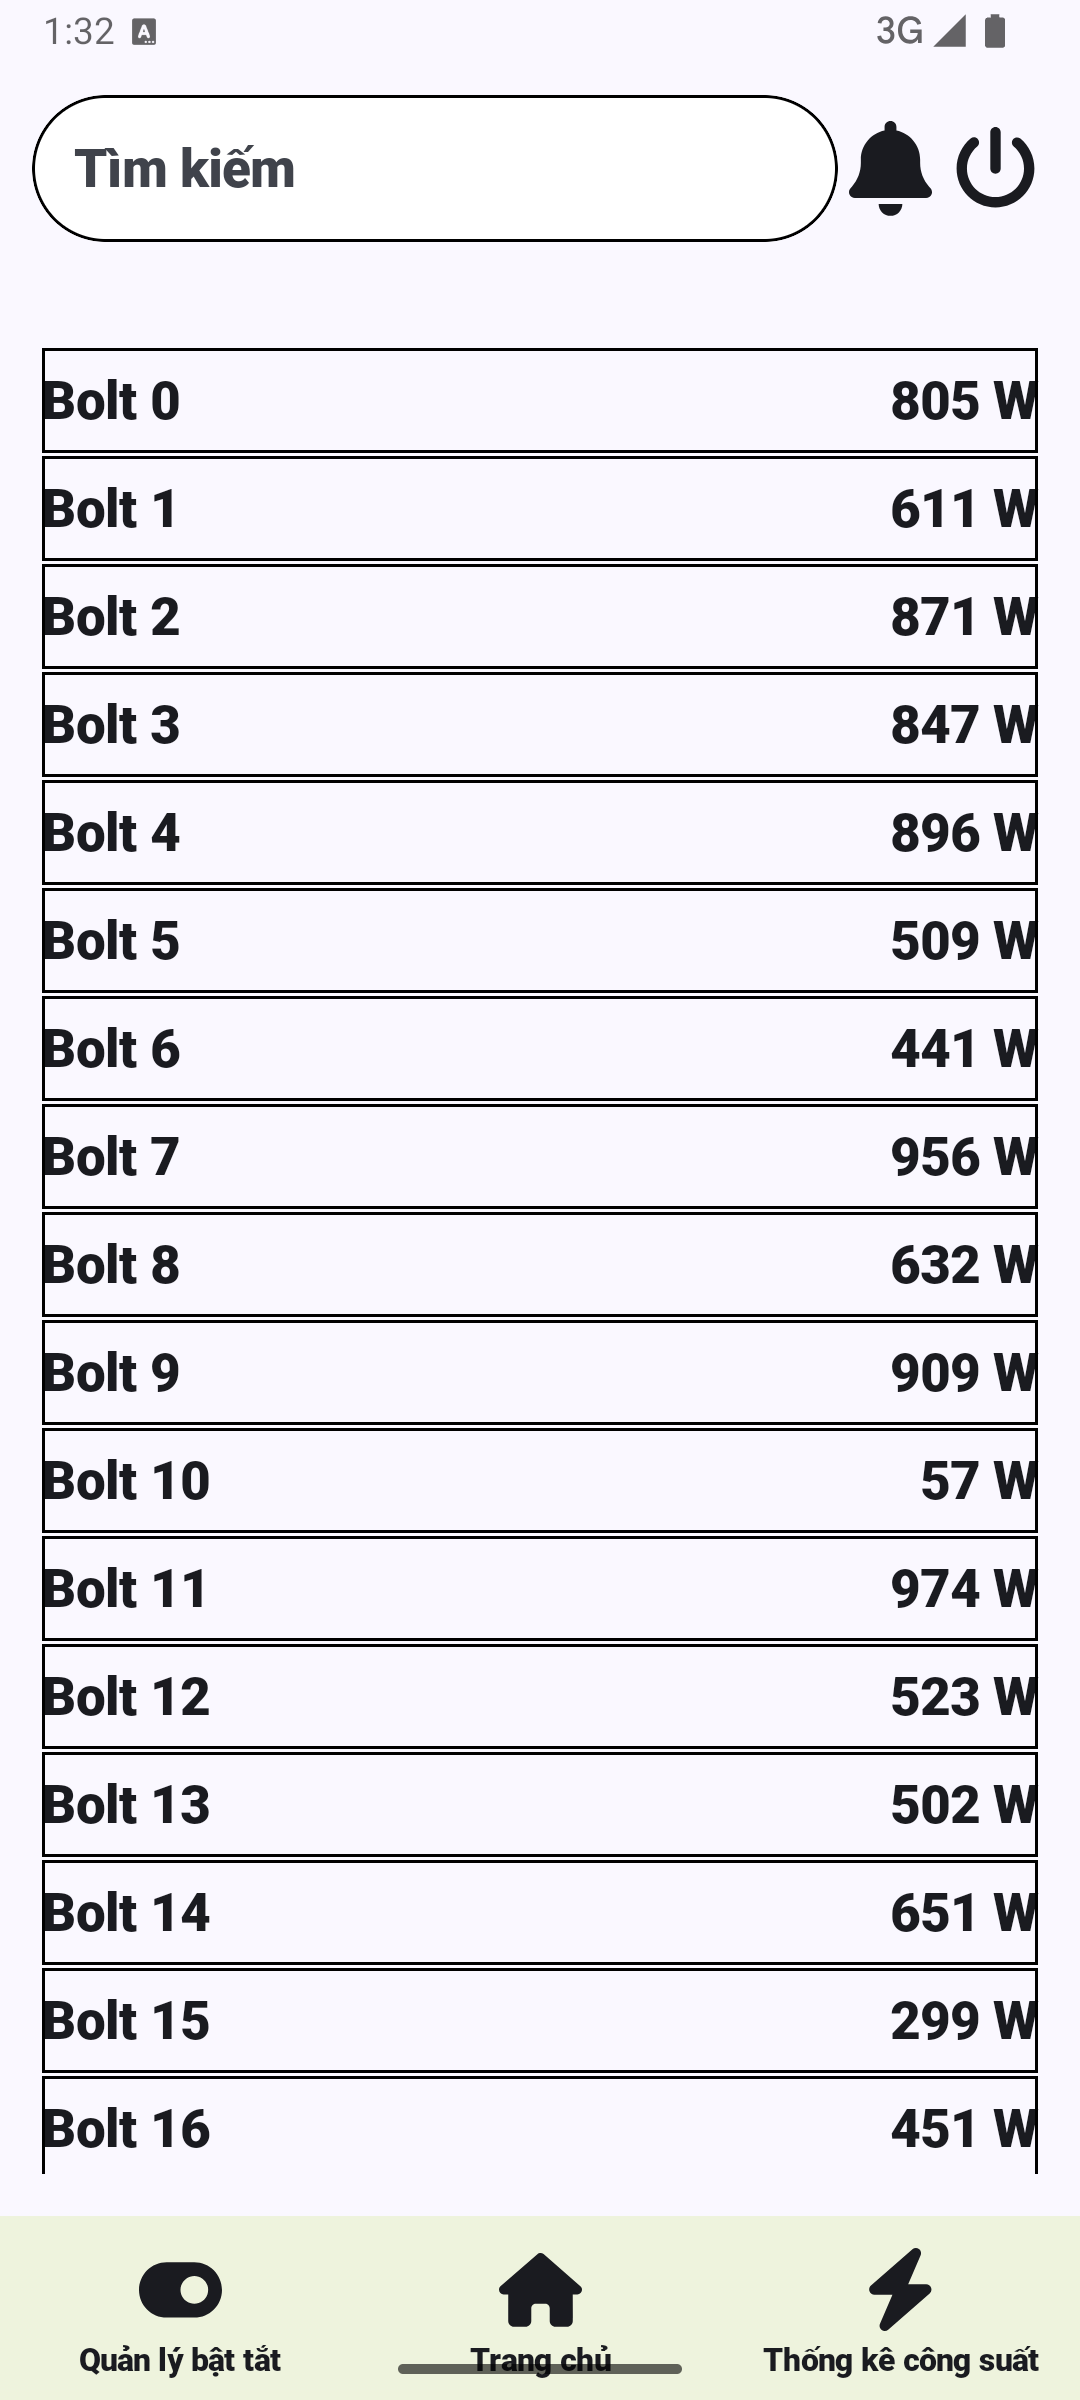 1:32 A 3G
Tìm kiếm
Bolt 0 805 W
Bolt 1 611 W
Bolt 2 871 W
Bolt 3 847 W
Bolt 4 896 W
Bolt 5 509 W
Bolt 6 441 W
Bolt 7 956 W
Bolt 8 632 W
Bolt 9 909 W
Bolt 10 57 W
Bolt 11 974 W
Bolt 12 523 W
Bolt 13 502 W
Bolt 14 651 W
Bolt 15 299 W
Bolt 16 451 W
Quản lý bật tắt Trang chủ Thống kê công suất